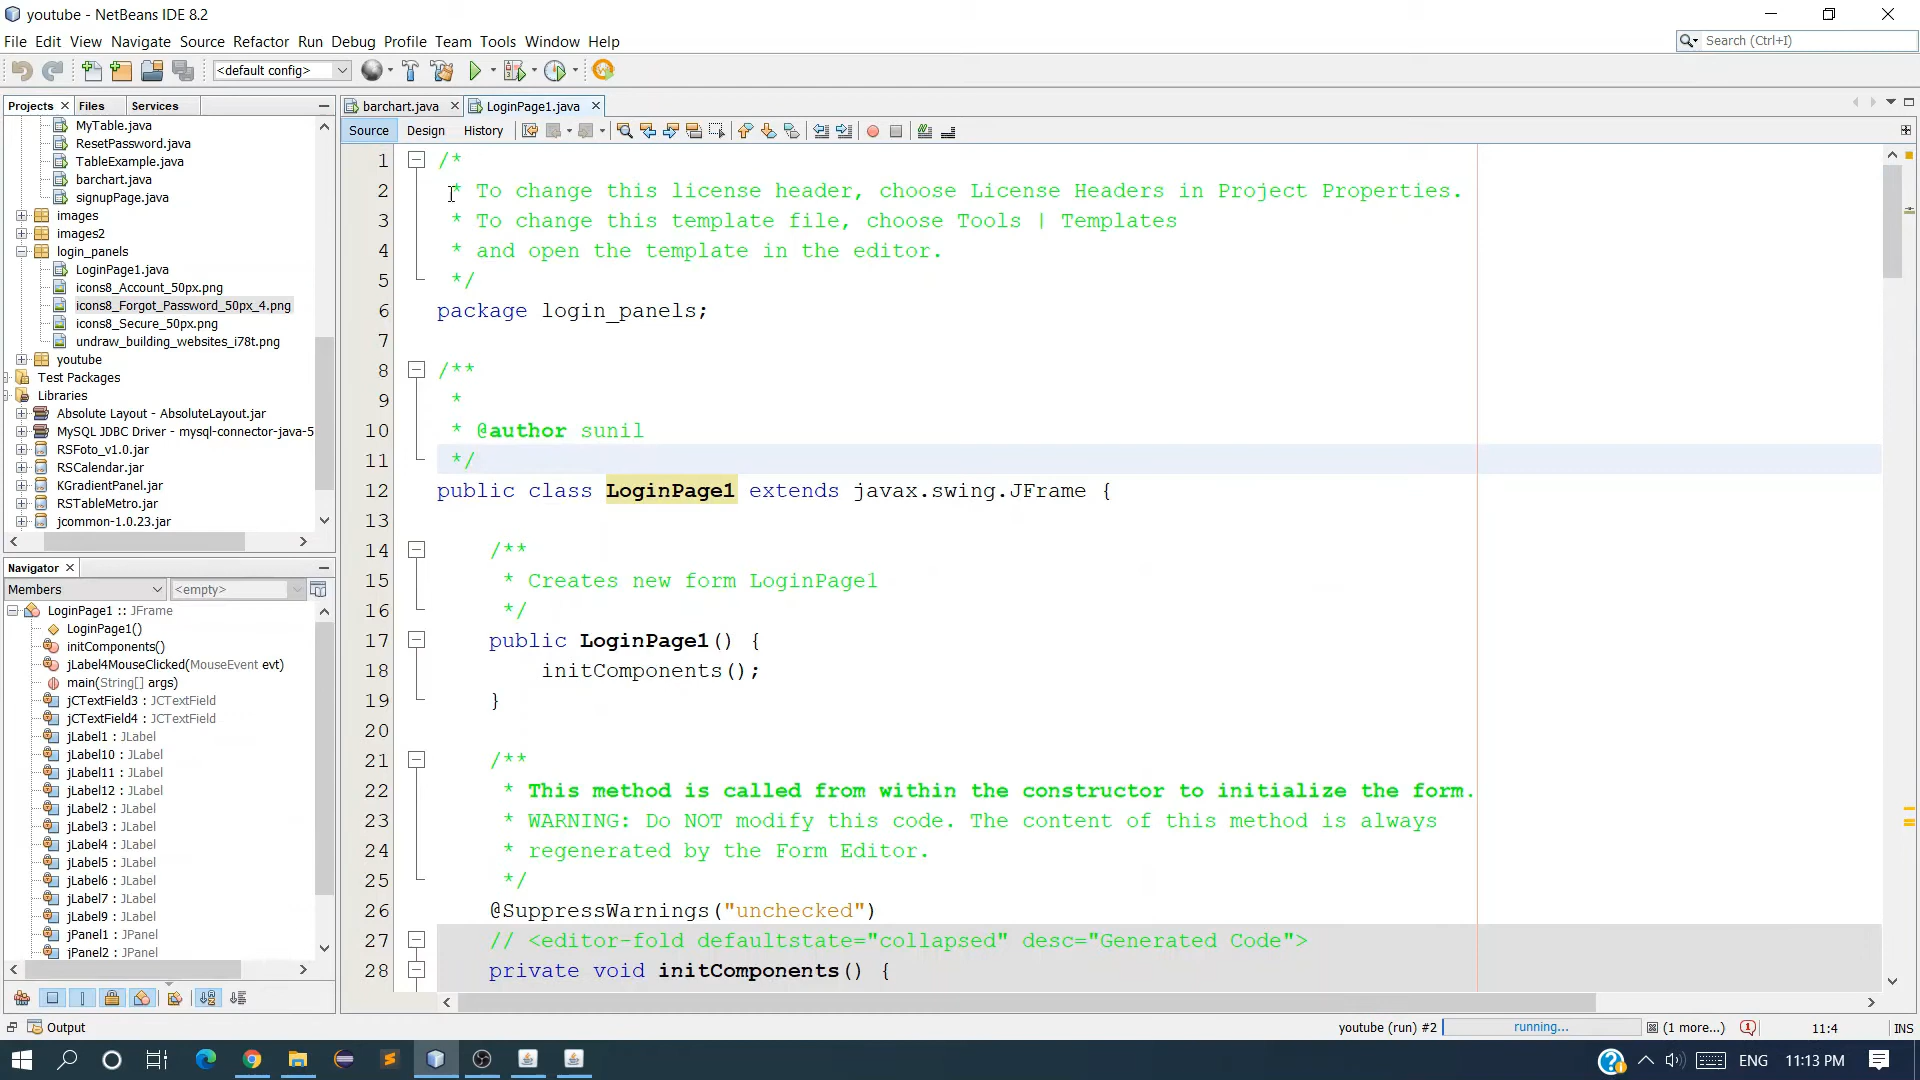 youtube - NetBeans IDE 8.2
File Edit View Navigate Source Refactor Run Debug Profile Team Tools Window Help
Search (Ctrl+I)
<default config>
Projects Files Services
MyTable.java
ResetPassword.java
TableExample.java
barchart.java
signupPage.java
images
images2
login_panels
LoginPage1.java
icons8_Account_50px.png
icons8_Forgot_Password_50px_4.png
icons8_Secure_50px.png
undraw_building_websites_i78t.png
youtube
Test Packages
Libraries
Absolute Layout - AbsoluteLayout.jar
MySQL JDBC Driver - mysql-connector-java-5
RSFoto_v1.0.jar
RSCalendar.jar
KGradientPanel.jar
RSTableMetro.jar
jcommon-1.0.23.jar
Navigator
Members <empty>
LoginPage1 :: JFrame
LoginPage1()
initComponents()
jLabel4MouseClicked(MouseEvent evt)
main(String[] args)
jCTextField3 : JCTextField
jCTextField4 : JCTextField
jLabel1 : JLabel
jLabel10 : JLabel
jLabel11 : JLabel
jLabel12 : JLabel
jLabel2 : JLabel
jLabel3 : JLabel
jLabel4 : JLabel
jLabel5 : JLabel
jLabel6 : JLabel
jLabel7 : JLabel
jLabel9 : JLabel
jPanel1 : JPanel
jPanel2 : JPanel
barchart.java LoginPage1.java
Source Design History
1 /*
2 * To change this license header, choose License Headers in Project Properties.
3 * To change this template file, choose Tools | Templates
4 * and open the template in the editor.
5 */
6 package login_panels;
7
8 /**
9 *
10 * @author sunil
11 */
12 public class LoginPage1 extends javax.swing.JFrame {
13
14 /**
15 * Creates new form LoginPage1
16 */
17 public LoginPage1() {
18 initComponents();
19 }
20
21 /**
22 * This method is called from within the constructor to initialize the form.
23 * WARNING: Do NOT modify this code. The content of this method is always
24 * regenerated by the Form Editor.
25 */
26 @SuppressWarnings("unchecked")
27 // <editor-fold defaultstate="collapsed" desc="Generated Code">
28 private void initComponents() {
Output
youtube (run) #2 running... (1 more...) 11:4 INS
ENG 11:13 PM